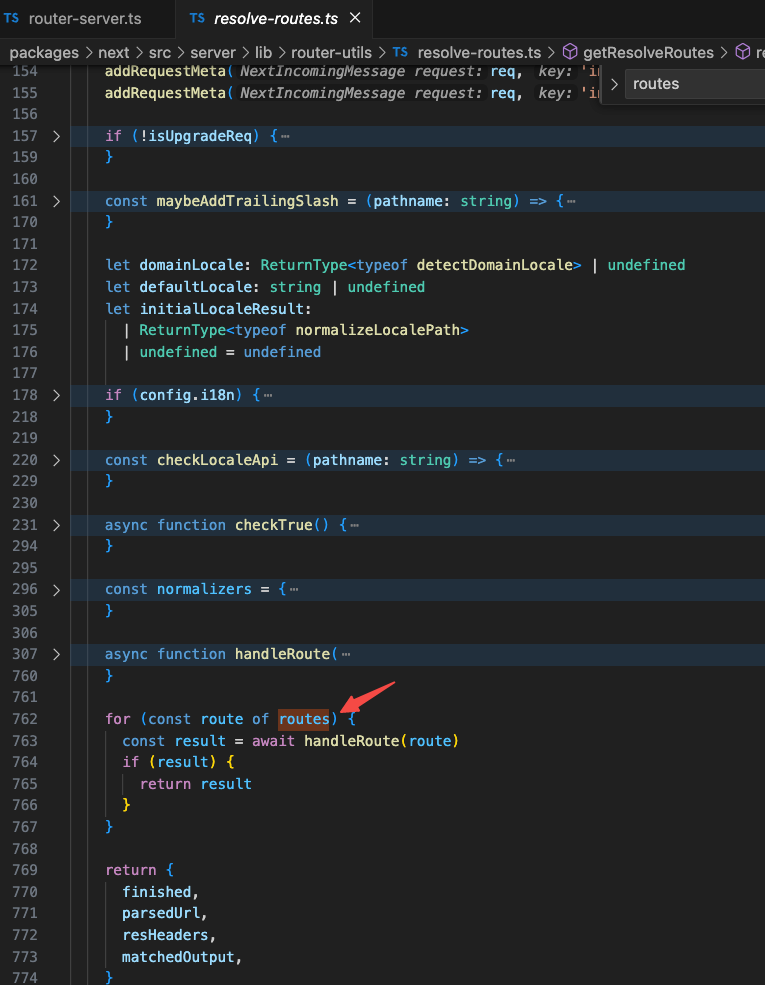 TS router-server.ts TS resolve-routes.ts ×
packages > next > src > server > lib > router-utils > TS resolve-routes.ts > getResolveRoutes > re
154 addRequestMeta(NextIncomingMessage request: req, key: 'in
155 addRequestMeta(NextIncomingMessage request: req, key: 'in
> routes
156
157 > if (!isUpgradeReq) {⋯
159 }
160
161 > const maybeAddTrailingSlash = (pathname: string) => {⋯
170 }
171
172 let domainLocale: ReturnType<typeof detectDomainLocale> | undefined
173 let defaultLocale: string | undefined
174 let initialLocaleResult:
175 | ReturnType<typeof normalizeLocalePath>
176 | undefined = undefined
177
178 > if (config.i18n) {⋯
218 }
219
220 > const checkLocaleApi = (pathname: string) => {⋯
229 }
230
231 > async function checkTrue() {⋯
294 }
295
296 > const normalizers = {⋯
305 }
306
307 > async function handleRoute(⋯
760 }
761
762 for (const route of routes) {
763 const result = await handleRoute(route)
764 if (result) {
765 return result
766 }
767 }
768
769 return {
770 finished,
771 parsedUrl,
772 resHeaders,
773 matchedOutput,
774 }